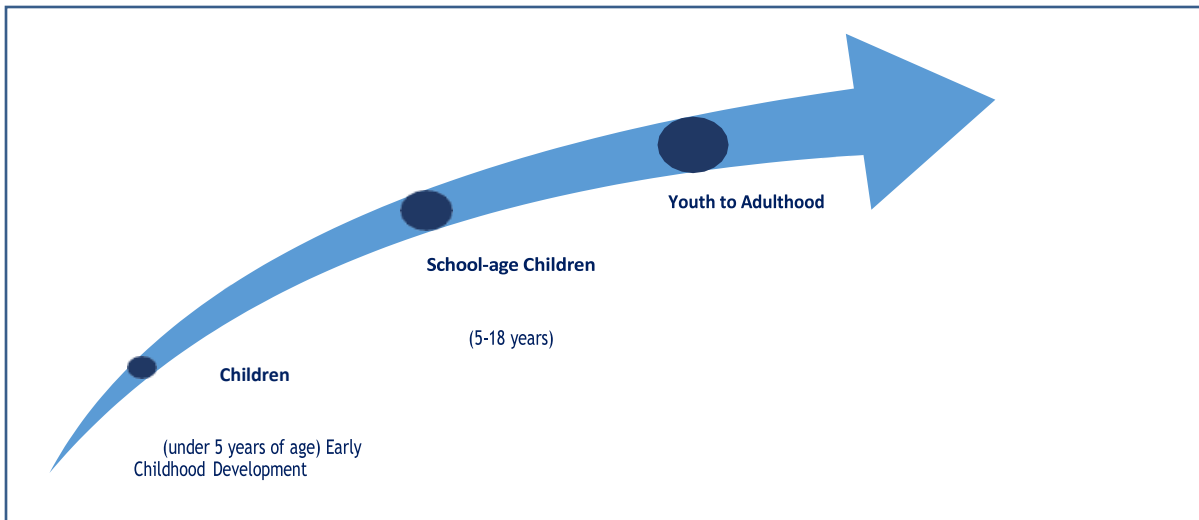 Youth to Adulthood
School-age Children
(5-18 years)
Children
(under 5 years of age) Early
Childhood Development